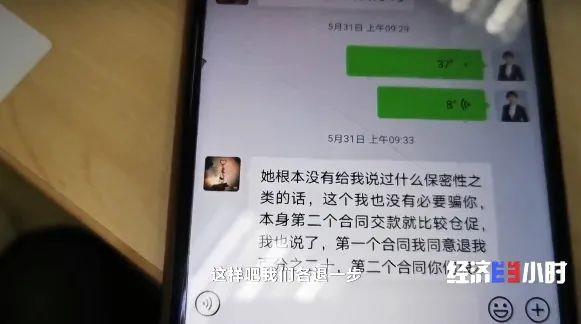 5月31日 上午09:29
37"
8"
5月31日 上午09:33
她根本没有给我说过什么保密性之
类的话，这个我也没有必要骗你，
本身第二个合同交款就比较仓促，
我也说了，第一个合同我同意退我
百分之二十，第二个合同你
这样吧我们各退一步
经济半小时